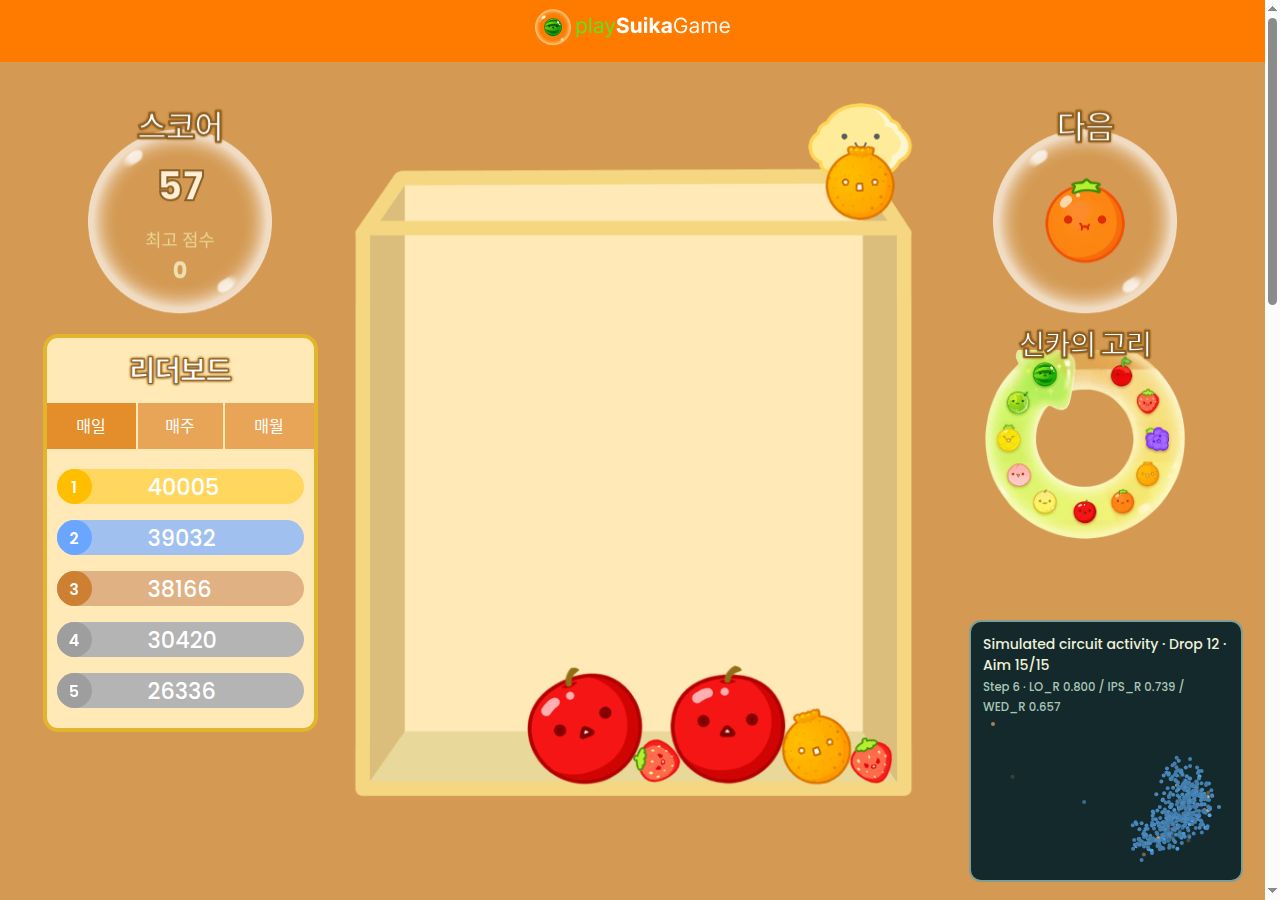 playSuikaGame
스코어
57
최고 점수
0
다음
리더보드
매일 매주 매월
1 40005
2 39032
3 38166
4 30420
5 26336
신카의 고리
Simulated circuit activity · Drop 12 ·
Aim 15/15
Step 6 · LO_R 0.800 / IPS_R 0.739 /
WED_R 0.657